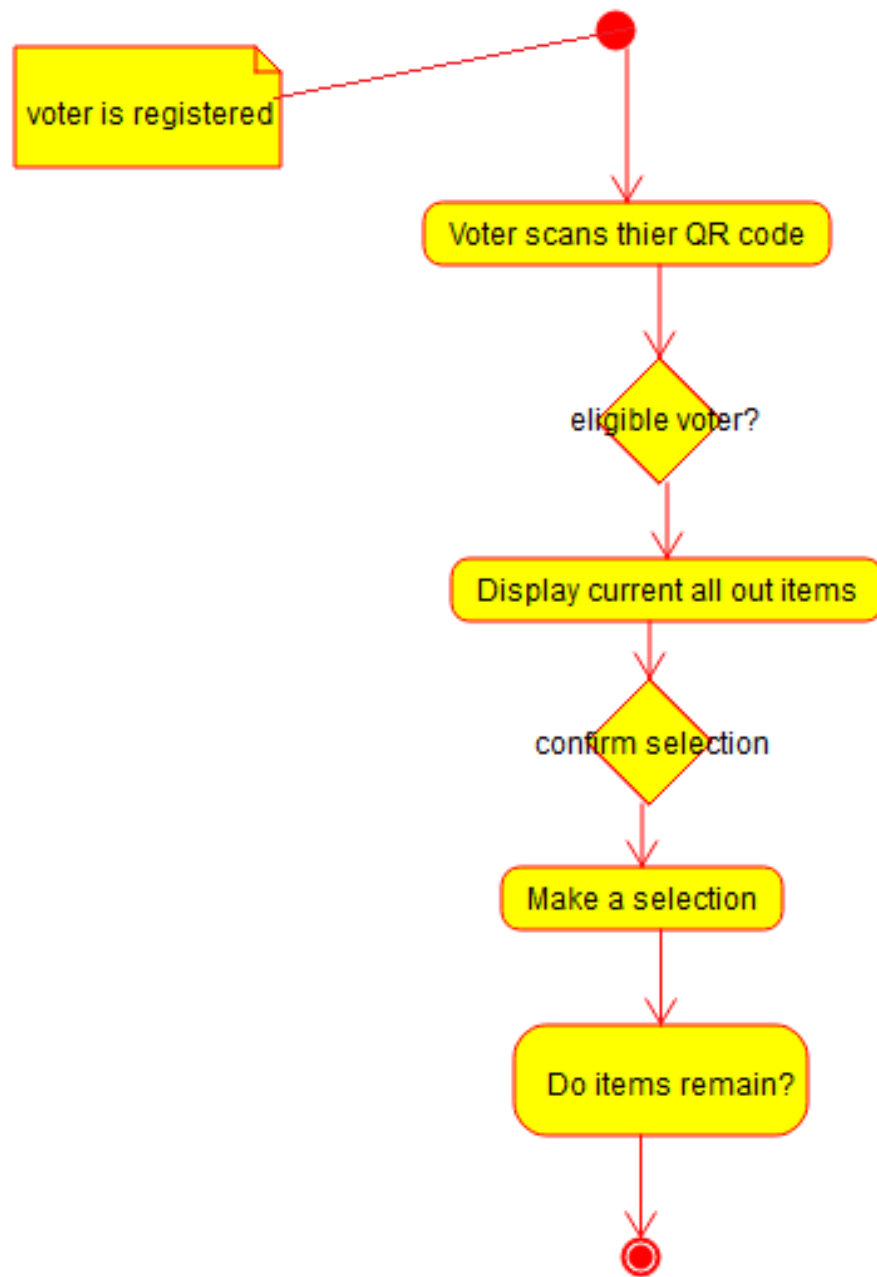 voter is registered
Voter scans thier QR code
eligible voter?
Display current all out items
confirm selection
Make a selection
Do items remain?